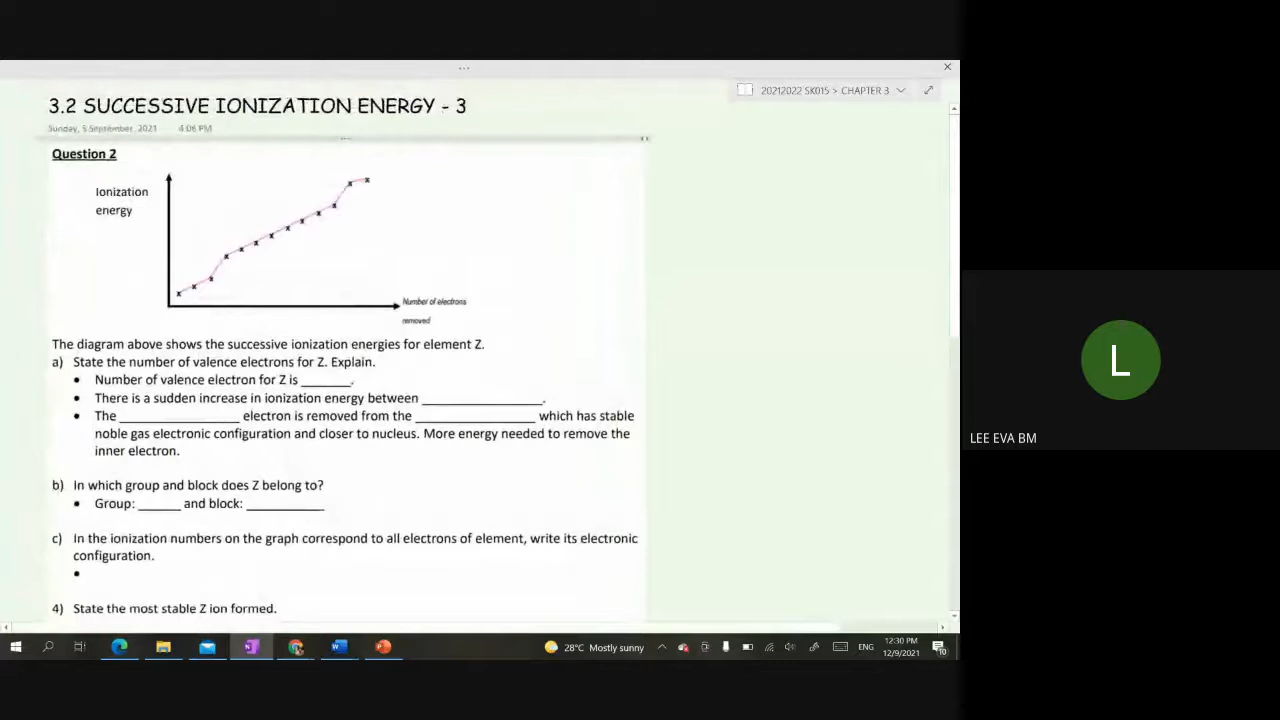 3.2 SUCCESSIVE IONIZATION ENERGY - 3
20212022 SK015 > CHAPTER 3
Sunday, 5 September, 2021 4:06 PM
Question 2
Ionization
energy
Number of electrons
removed
The diagram above shows the successive ionization energies for element Z.
a) State the number of valence electrons for Z. Explain.
• Number of valence electron for Z is _______.
• There is a sudden increase in ionization energy between _________________.
• The _________________ electron is removed from the _________________ which has stable
noble gas electronic configuration and closer to nucleus. More energy needed to remove the
inner electron.
b) In which group and block does Z belong to?
• Group: ______ and block: ___________
c) In the ionization numbers on the graph correspond to all electrons of element, write its electronic
configuration.
•
4) State the most stable Z ion formed.
L
LEE EVA BM
28°C Mostly sunny
ENG
12:30 PM
12/9/2021
10